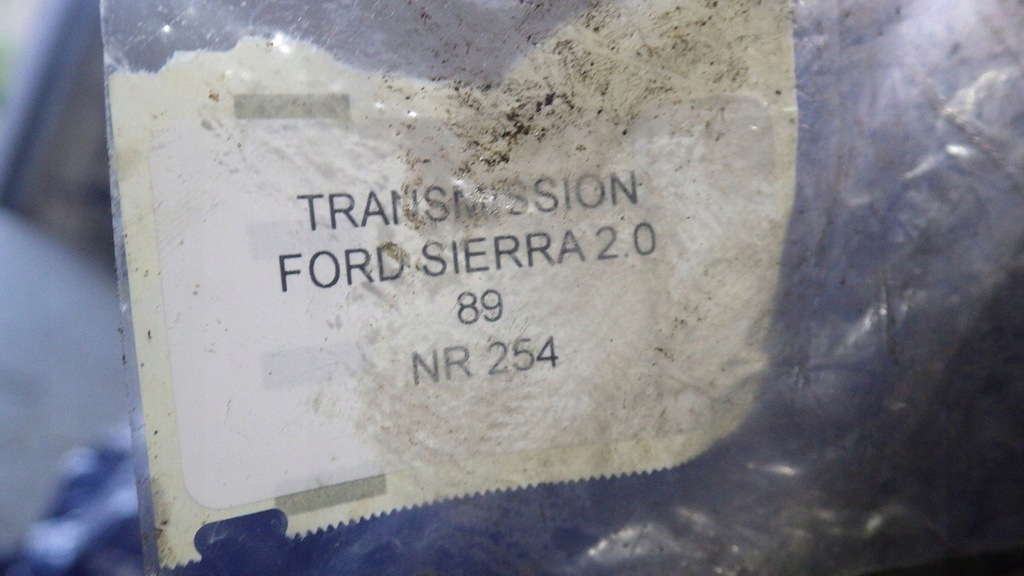 TRANSMISSION
FORD SIERRA 2.0
89
NR 254